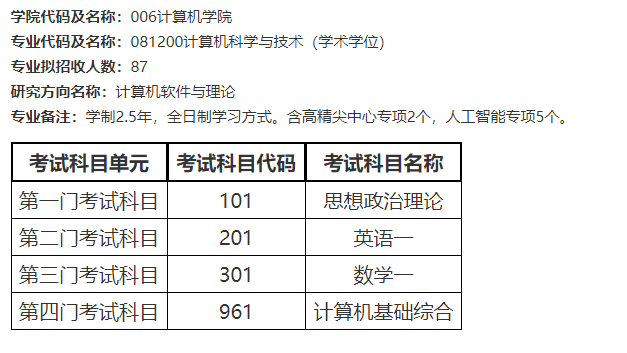 学院代码及名称：006计算机学院
专业代码及名称：081200计算机科学与技术（学术学位）
专业拟招收人数：87
研究方向名称：计算机软件与理论
专业备注：学制2.5年，全日制学习方式。含高精尖中心专项2个，人工智能专项5个。
考试科目单元 考试科目代码 考试科目名称
第一门考试科目 101 思想政治理论
第二门考试科目 201 英语一
第三门考试科目 301 数学一
第四门考试科目 961 计算机基础综合